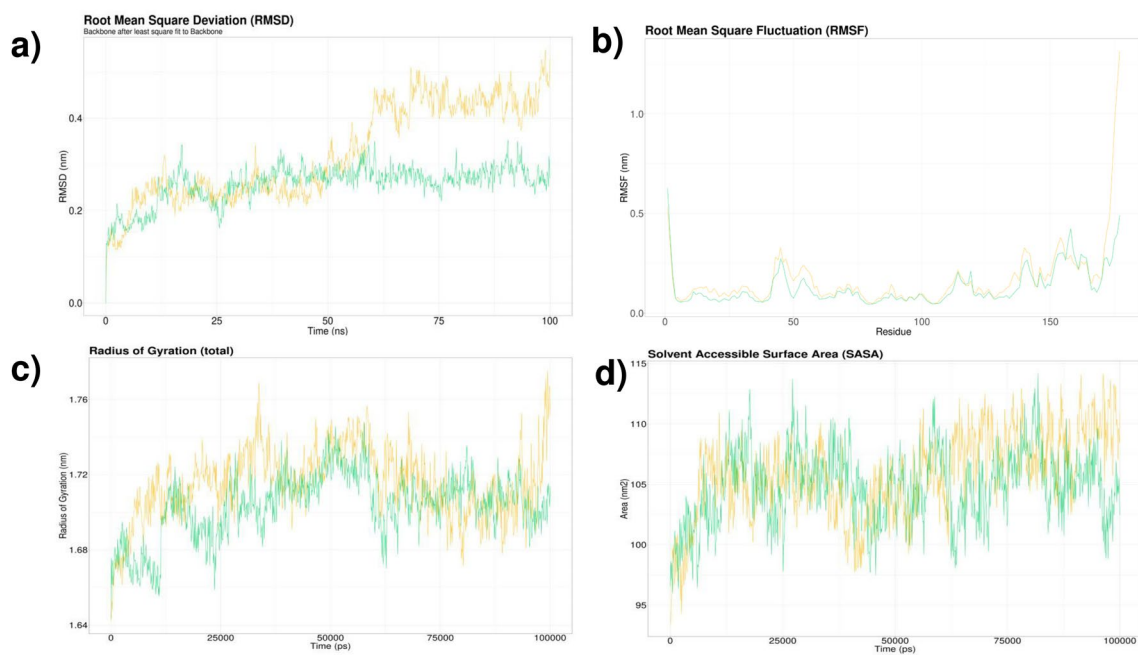 a)
Root Mean Square Deviation (RMSD)
Backbone after least square fit to Backbone
RMSD (nm)
0.4
0.2
0.0
0
25
50
75
100
Time (ns)
b)
Root Mean Square Fluctuation (RMSF)
RMSF (nm)
1.0
0.5
0.0
0
50
100
150
Residue
c)
Radius of Gyration (total)
Radius of Gyration (nm)
1.76
1.72
1.68
1.64
0
25000
50000
75000
100000
Time (ps)
d)
Solvent Accessible Surface Area (SASA)
Area (nm2)
115
110
105
100
95
0
25000
50000
75000
100000
Time (ps)